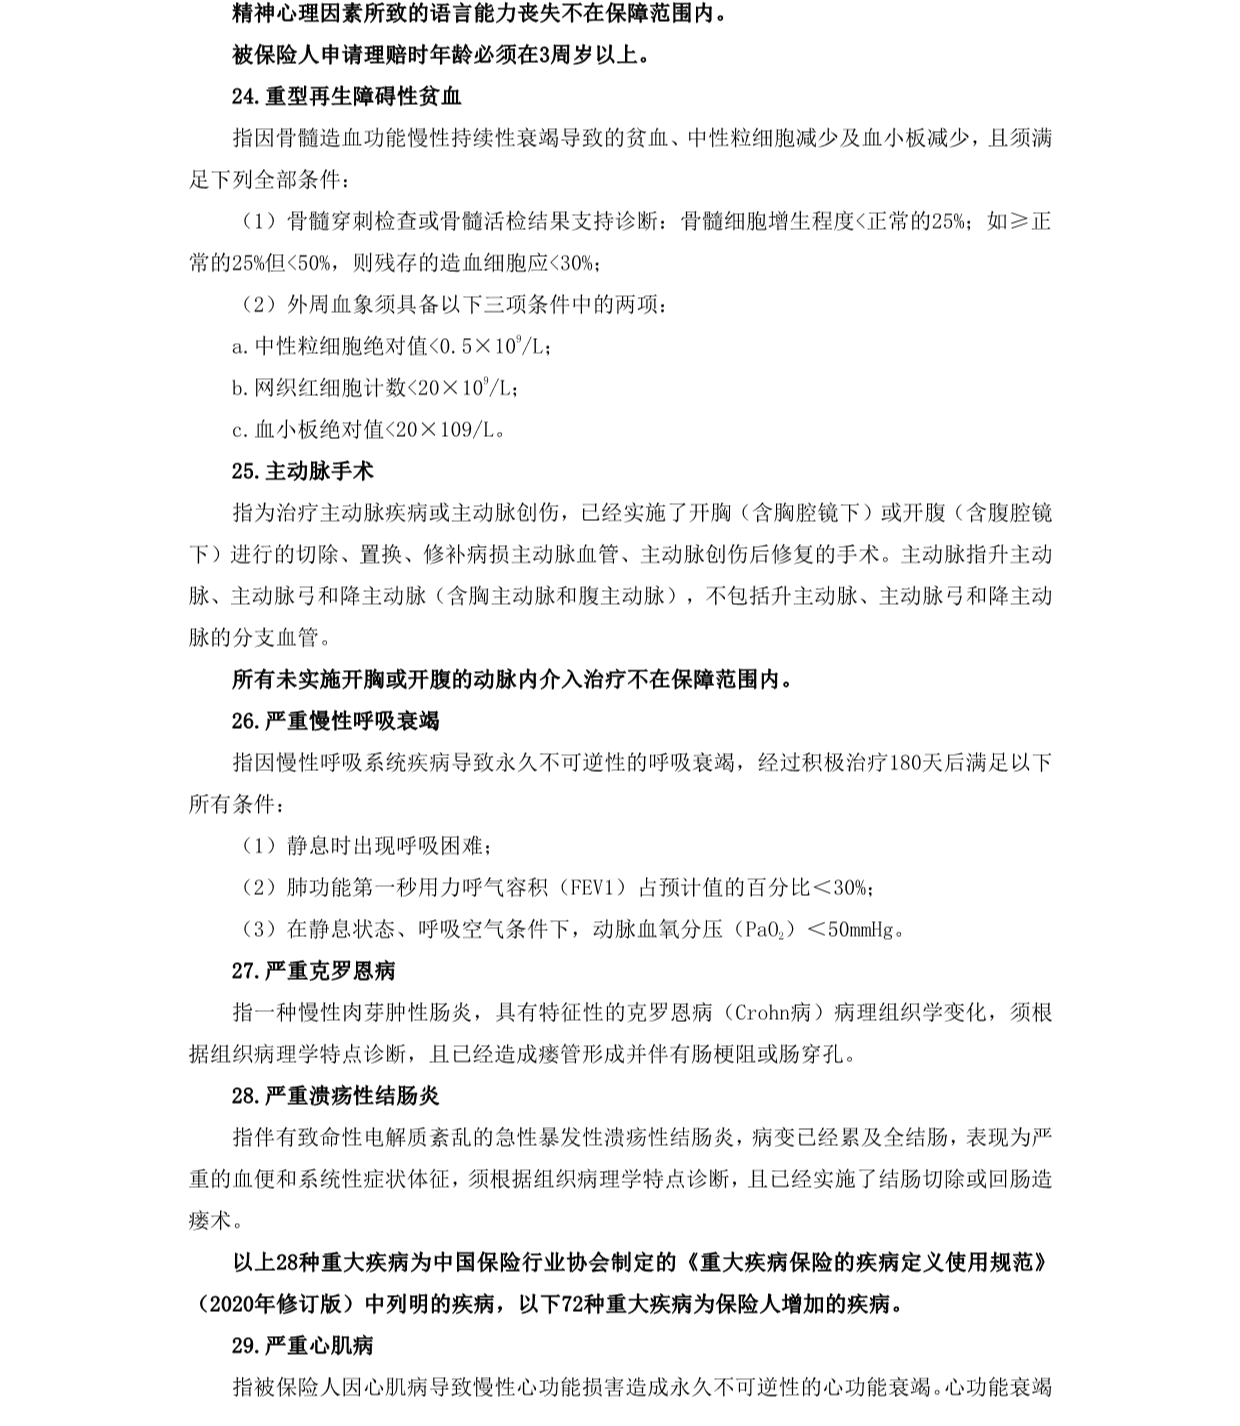 精神心理因素所致的语言能力丧失不在保障范围内。
被保险人申请理赔时年龄必须在3周岁以上。
24.重型再生障碍性贫血
指因骨髓造血功能慢性持续性衰竭导致的贫血、中性粒细胞减少及血小板减少，且须满
足下列全部条件：
（1）骨髓穿刺检查或骨髓活检结果支持诊断：骨髓细胞增生程度<正常的25%；如≥正
常的25%但<50%，则残存的造血细胞应<30%；
（2）外周血象须具备以下三项条件中的两项：
a.中性粒细胞绝对值<0.5×10⁹/L；
b.网织红细胞计数<20×10⁹/L；
c.血小板绝对值<20×109/L。
25.主动脉手术
指为治疗主动脉疾病或主动脉创伤，已经实施了开胸（含胸腔镜下）或开腹（含腹腔镜
下）进行的切除、置换、修补病损主动脉血管、主动脉创伤后修复的手术。主动脉指升主动
脉、主动脉弓和降主动脉（含胸主动脉和腹主动脉），不包括升主动脉、主动脉弓和降主动
脉的分支血管。
所有未实施开胸或开腹的动脉内介入治疗不在保障范围内。
26.严重慢性呼吸衰竭
指因慢性呼吸系统疾病导致永久不可逆性的呼吸衰竭，经过积极治疗180天后满足以下
所有条件：
（1）静息时出现呼吸困难；
（2）肺功能第一秒用力呼气容积（FEV1）占预计值的百分比＜30%；
（3）在静息状态、呼吸空气条件下，动脉血氧分压（PaO₂）＜50mmHg。
27.严重克罗恩病
指一种慢性肉芽肿性肠炎，具有特征性的克罗恩病（Crohn病）病理组织学变化，须根
据组织病理学特点诊断，且已经造成瘘管形成并伴有肠梗阻或肠穿孔。
28.严重溃疡性结肠炎
指伴有致命性电解质紊乱的急性暴发性溃疡性结肠炎，病变已经累及全结肠，表现为严
重的血便和系统性症状体征，须根据组织病理学特点诊断，且已经实施了结肠切除或回肠造
瘘术。
以上28种重大疾病为中国保险行业协会制定的《重大疾病保险的疾病定义使用规范》
（2020年修订版）中列明的疾病，以下72种重大疾病为保险人增加的疾病。
29.严重心肌病
指被保险人因心肌病导致慢性心功能损害造成永久不可逆性的心功能衰竭。心功能衰竭